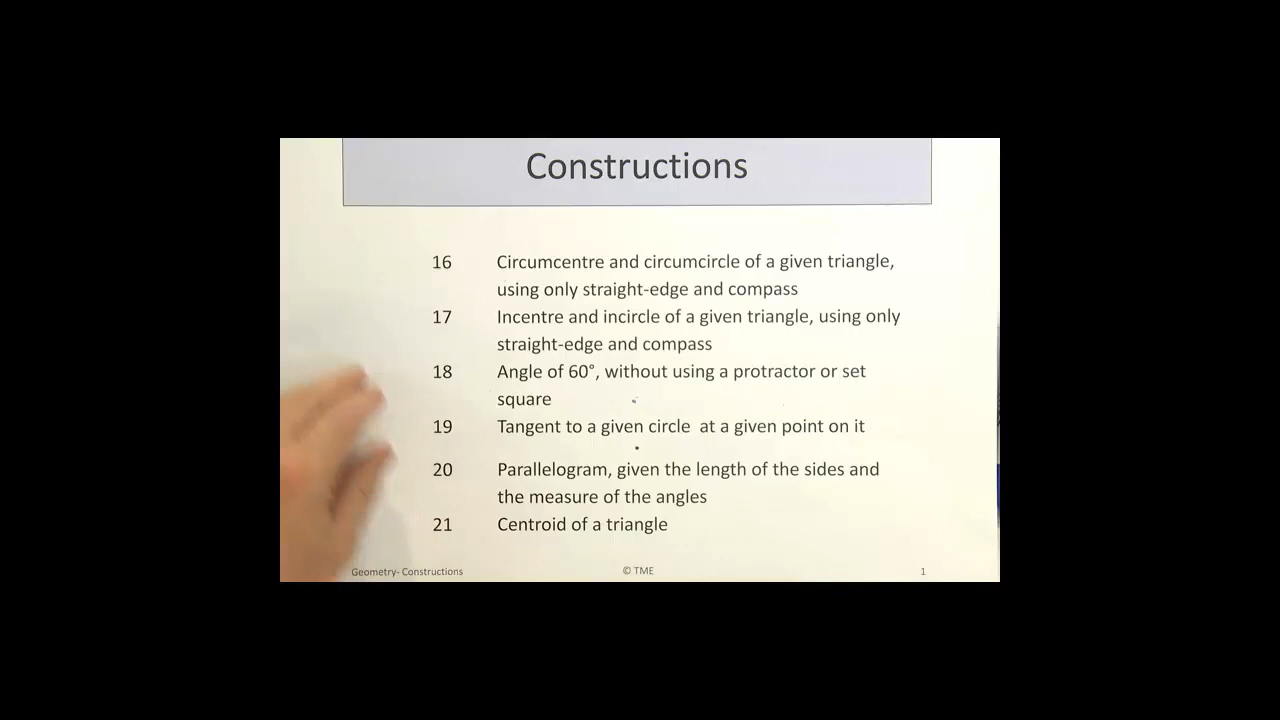 Constructions
16 Circumcentre and circumcircle of a given triangle,
using only straight-edge and compass
17 Incentre and incircle of a given triangle, using only
straight-edge and compass
18 Angle of 60°, without using a protractor or set
square
19 Tangent to a given circle at a given point on it
20 Parallelogram, given the length of the sides and
the measure of the angles
21 Centroid of a triangle
Geometry- Constructions © TME 1